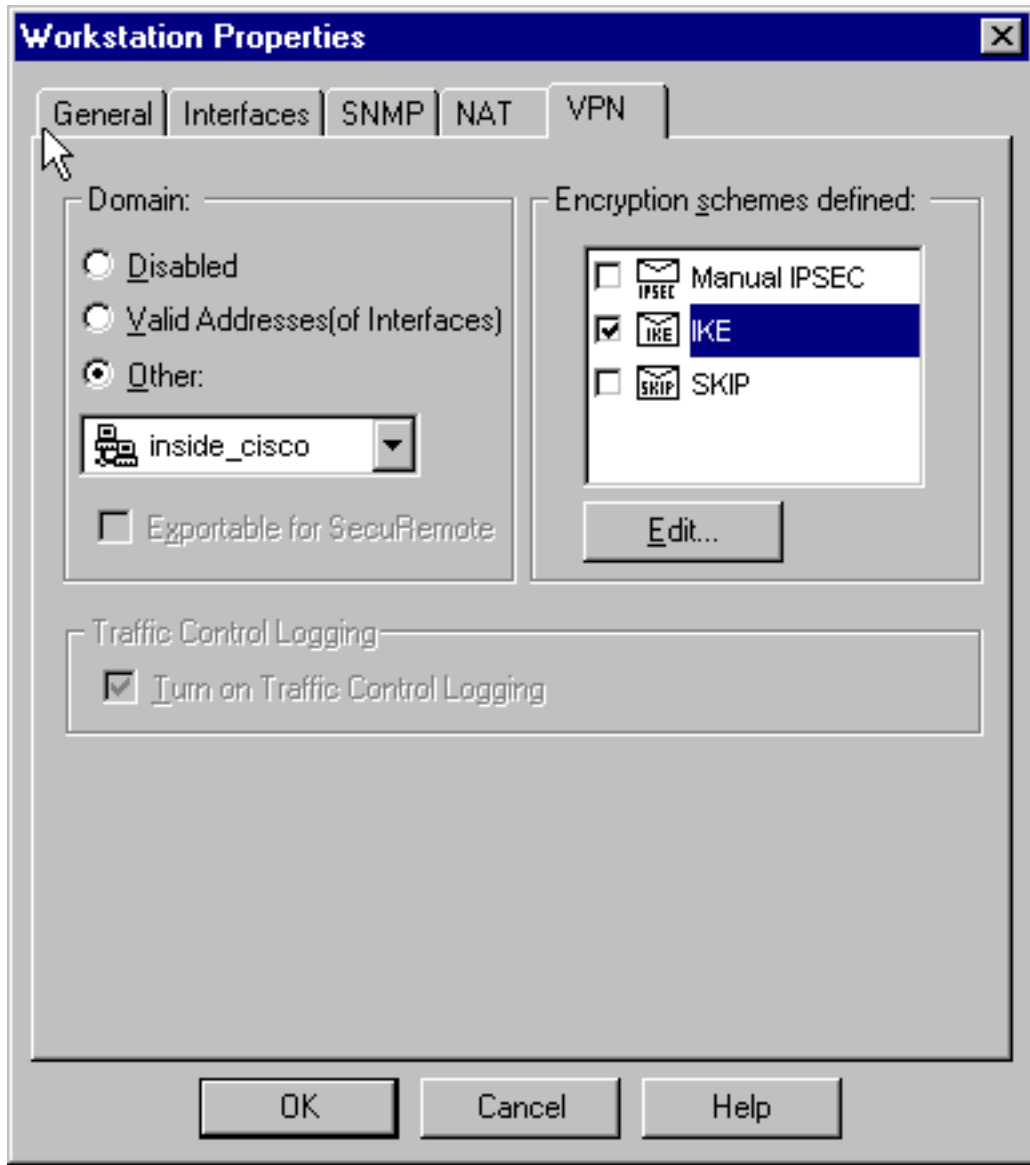 Workstation Properties
General Interfaces SNMP NAT VPN
Domain:
Disabled
Valid Addresses(of Interfaces)
Other:
inside_cisco
Exportable for SecuRemote
Encryption schemes defined:
IPSEC Manual IPSEC
IKE IKE
SKIP SKIP
Edit...
Traffic Control Logging
Turn on Traffic Control Logging
OK Cancel Help